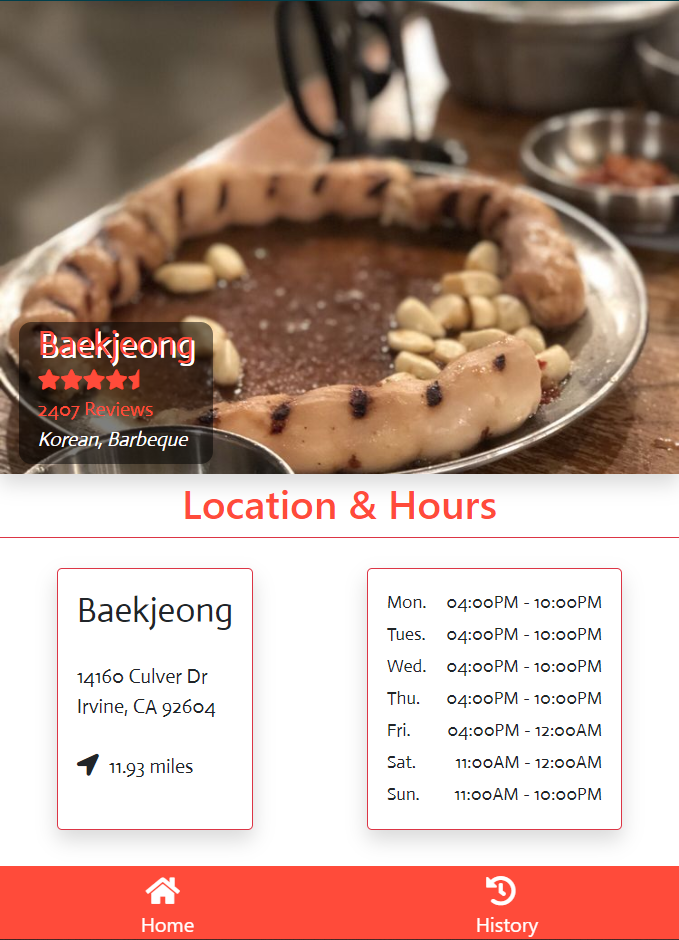 Baekjeong
2407 Reviews
Korean, Barbeque
Location & Hours
Baekjeong
14160 Culver Dr
Irvine, CA 92604
11.93 miles
Mon. 04:00PM - 10:00PM
Tues. 04:00PM - 10:00PM
Wed. 04:00PM - 10:00PM
Thu. 04:00PM - 10:00PM
Fri. 04:00PM - 12:00AM
Sat. 11:00AM - 12:00AM
Sun. 11:00AM - 10:00PM
Home History